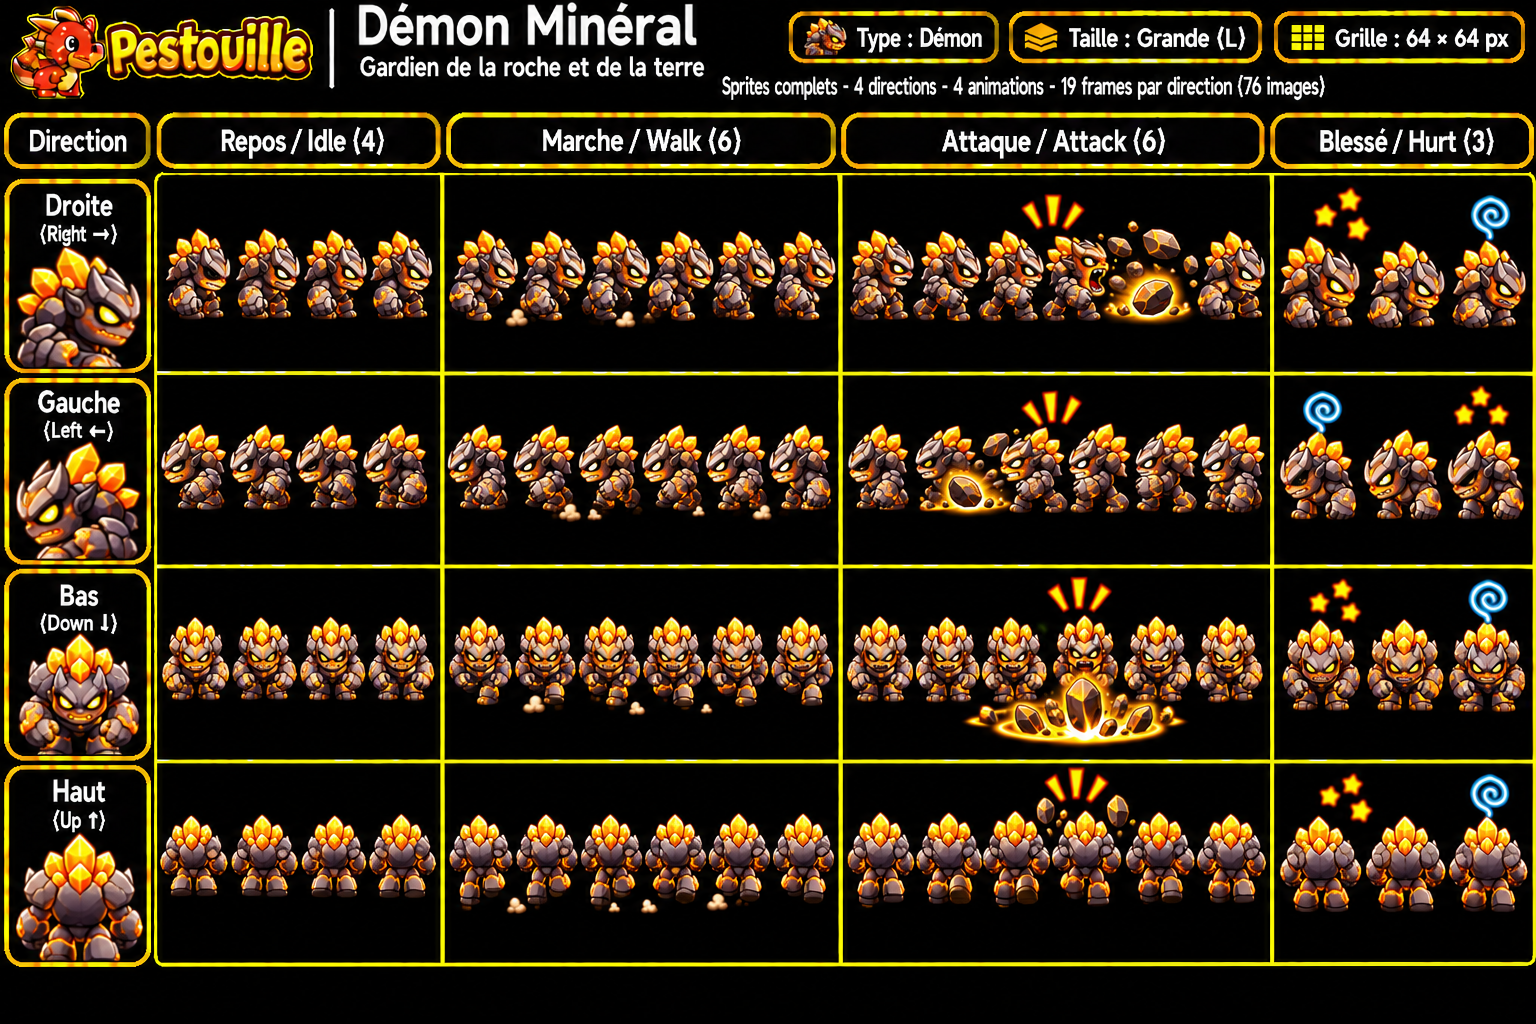 Pestouille
Démon Minéral
Gardien de la roche et de la terre
Type : Démon
Taille : Grande (L)
Grille : 64 × 64 px
Sprites complets - 4 directions - 4 animations - 19 frames par direction (76 images)
Direction
Repos / Idle (4)
Marche / Walk (6)
Attaque / Attack (6)
Blessé / Hurt (3)
Droite
(Right →)
Gauche
(Left ←)
Bas
(Down ↓)
Haut
(Up ↑)